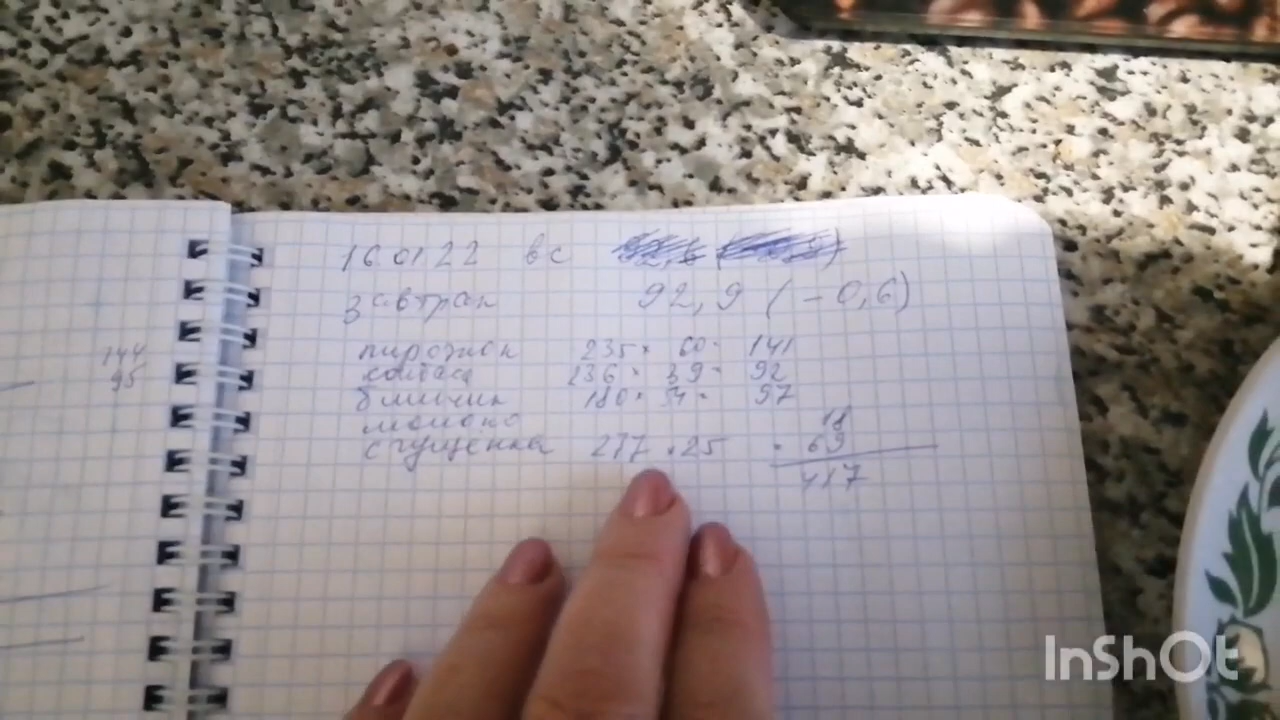 144
95
16.01.22 вс
завтрак 92,9 (-0,6)
пирожок 235 × 60 = 141
колбаса 236 × 39 = 92
блинчик 180 × 54 = 97
молоко 18
сгущенка 277 × 25 = 69
417
InShOt